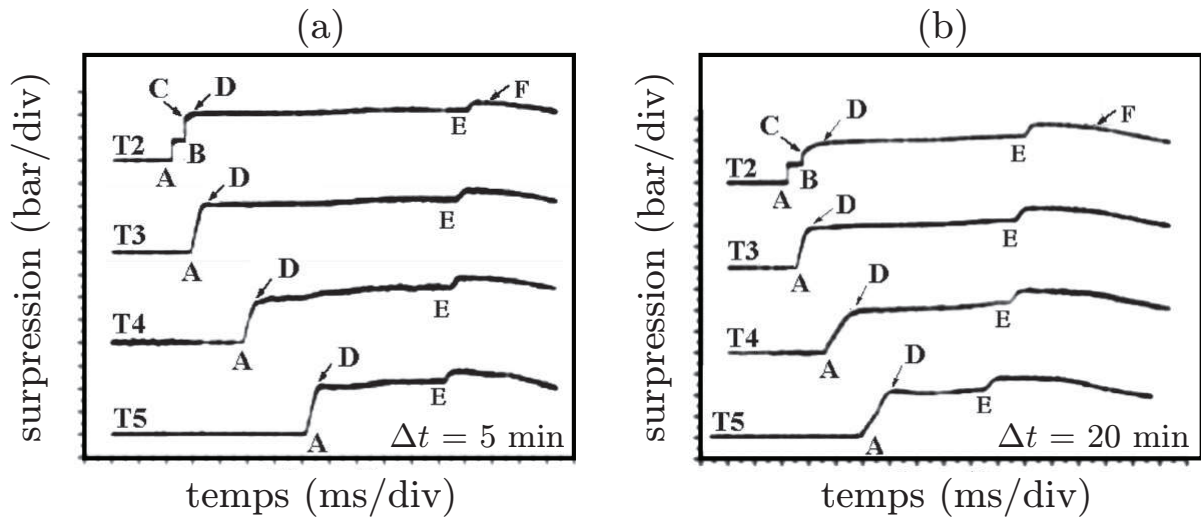 (a)
surpression (bar/div)
C D F
T2 A B E
D
T3 A E
D
T4 A E
D
T5 A E
Δt = 5 min
temps (ms/div)
(b)
surpression (bar/div)
C D F
T2 A B E
D
T3 A E
D
T4 A E
D
T5 A E
Δt = 20 min
temps (ms/div)